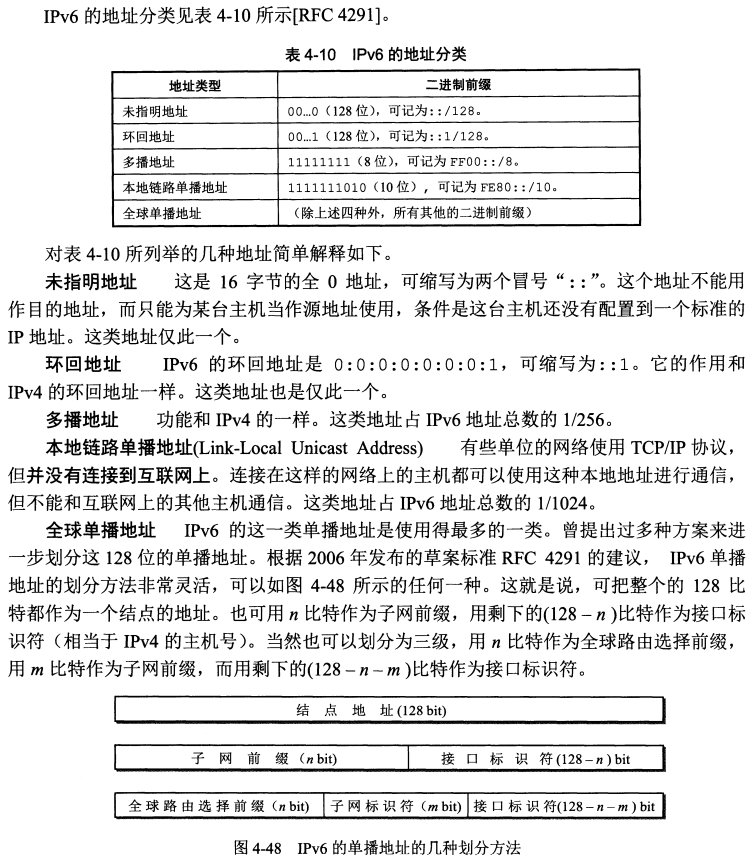 IPv6 的地址分类见表 4-10 所示[RFC 4291]。
表 4-10 IPv6 的地址分类
地址类型 二进制前缀
未指明地址 00…0（128 位），可记为::/128。
环回地址 00…1（128 位），可记为::1/128。
多播地址 11111111（8 位），可记为 FF00::/8。
本地链路单播地址 1111111010（10 位），可记为 FE80::/10。
全球单播地址 （除上述四种外，所有其他的二进制前缀）
对表 4-10 所列举的几种地址简单解释如下。
未指明地址 这是 16 字节的全 0 地址，可缩写为两个冒号“::”。这个地址不能用
作目的地址，而只能为某台主机当作源地址使用，条件是这台主机还没有配置到一个标准的
IP 地址。这类地址仅此一个。
环回地址 IPv6 的环回地址是 0:0:0:0:0:0:0:1，可缩写为::1。它的作用和
IPv4 的环回地址一样。这类地址也是仅此一个。
多播地址 功能和 IPv4 的一样。这类地址占 IPv6 地址总数的 1/256。
本地链路单播地址(Link-Local Unicast Address) 有些单位的网络使用 TCP/IP 协议，
但并没有连接到互联网上。连接在这样的网络上的主机都可以使用这种本地地址进行通信，
但不能和互联网上的其他主机通信。这类地址占 IPv6 地址总数的 1/1024。
全球单播地址 IPv6 的这一类单播地址是使用得最多的一类。曾提出过多种方案来进
一步划分这 128 位的单播地址。根据 2006 年发布的草案标准 RFC 4291 的建议， IPv6 单播
地址的划分方法非常灵活，可以如图 4-48 所示的任何一种。这就是说，可把整个的 128 比
特都作为一个结点的地址。也可用 n 比特作为子网前缀，用剩下的(128 – n )比特作为接口标
识符（相当于 IPv4 的主机号）。当然也可以划分为三级，用 n 比特作为全球路由选择前缀，
用 m 比特作为子网前缀，而用剩下的(128 – n – m )比特作为接口标识符。
结 点 地 址 (128 bit)
子 网 前 缀（n bit） 接 口 标 识 符 (128 – n ) bit
全球路由选择前缀（n bit） 子网标识符（m bit） 接口标识符(128 – n – m ) bit
图 4-48 IPv6 的单播地址的几种划分方法